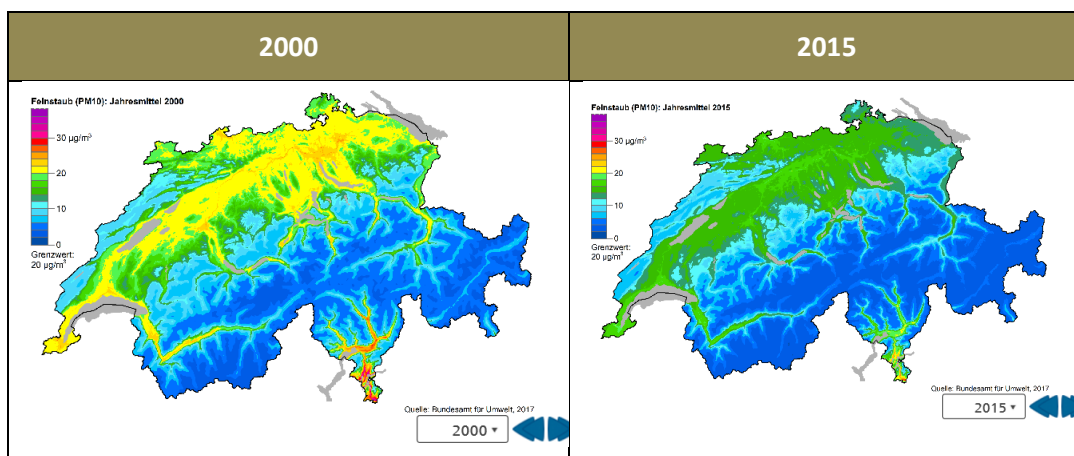 2000
2015
Feinstaub (PM10): Jahresmittel 2000
30 µg/m³
20
10
0
Grenzwert:
20 µg/m³
Quelle: Bundesamt für Umwelt, 2017
2000
Feinstaub (PM10): Jahresmittel 2015
30 µg/m³
20
10
0
Grenzwert:
20 µg/m³
Quelle: Bundesamt für Umwelt, 2017
2015